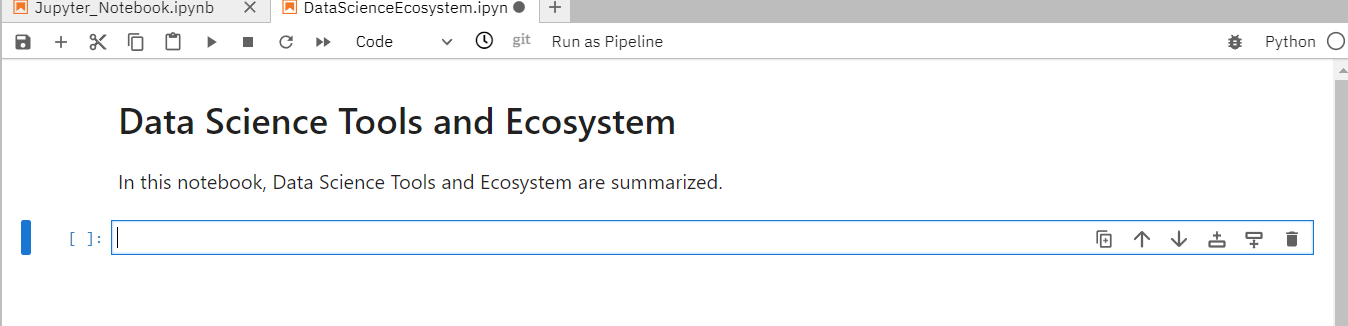 Jupyter_Notebook.ipynb DataScienceEcosystem.ipyn
Code git Run as Pipeline Python
Data Science Tools and Ecosystem
In this notebook, Data Science Tools and Ecosystem are summarized.
[ ]: